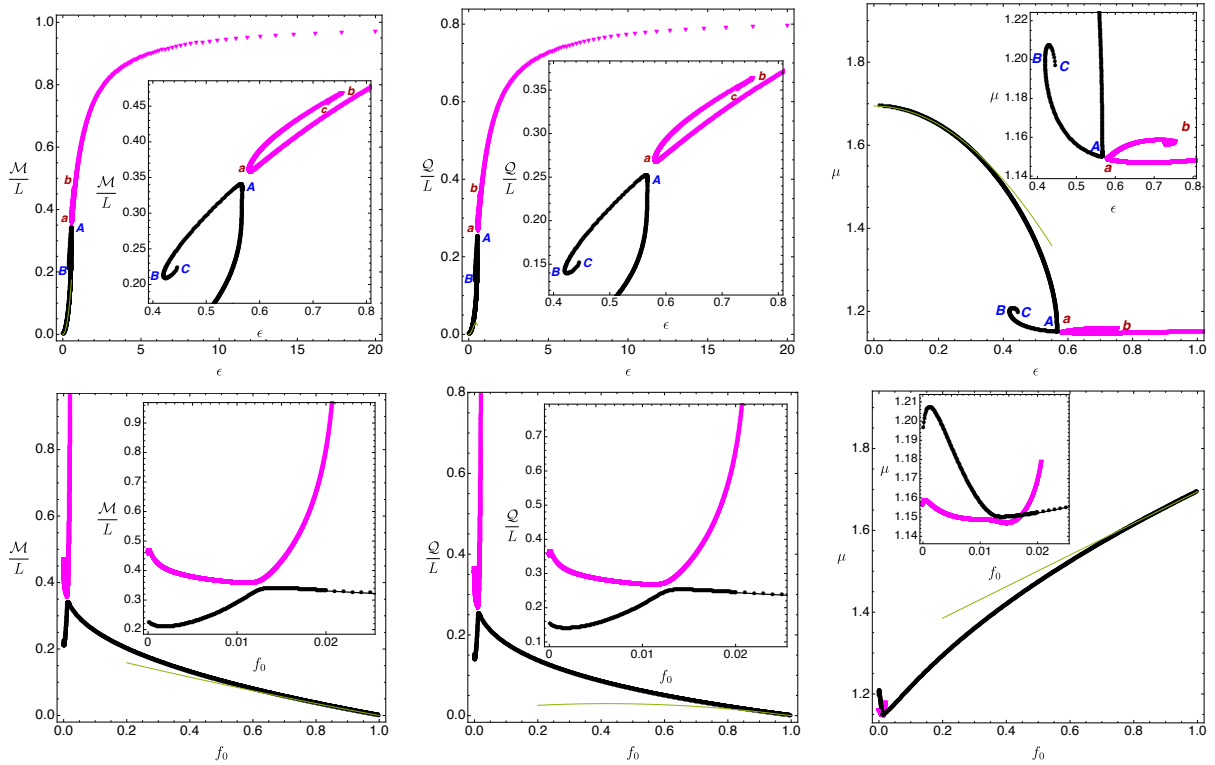 1.0
0.8
0.6
0.4
0.2
0.0
M/L
0
5
10
15
20
ϵ
b
a
A
B
0.45
0.40
0.35
0.30
0.25
0.20
M/L
0.4
0.5
0.6
0.7
0.8
ϵ
b
c
a
A
B
C
0.8
0.6
0.4
0.2
0.0
Q/L
0
5
10
15
20
ϵ
b
a
A
B
0.35
0.30
0.25
0.20
0.15
Q/L
0.4
0.5
0.6
0.7
0.8
ϵ
b
c
a
A
B
C
1.8
1.6
1.4
1.2
μ
0.0
0.2
0.4
0.6
0.8
1.0
ϵ
B
C
A
a
b
1.22
1.20
1.18
1.16
1.14
μ
0.4
0.5
0.6
0.7
0.8
ϵ
B
C
A
a
b
0.8
0.6
0.4
0.2
0.0
M/L
0.0
0.2
0.4
0.6
0.8
1.0
f0
0.9
0.8
0.7
0.6
0.5
0.4
0.3
0.2
M/L
0
0.01
0.02
f0
0.8
0.6
0.4
0.2
0.0
Q/L
0.0
0.2
0.4
0.6
0.8
1.0
f0
0.7
0.6
0.5
0.4
0.3
0.2
0.1
Q/L
0
0.01
0.02
f0
1.8
1.6
1.4
1.2
μ
0.0
0.2
0.4
0.6
0.8
1.0
f0
1.21
1.20
1.19
1.18
1.17
1.16
1.15
1.14
μ
0
0.01
0.02
f0